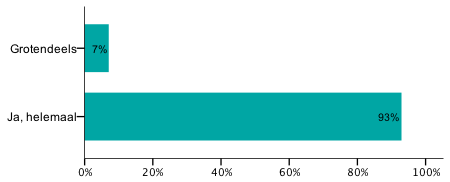 Grotendeels 7%
Ja, helemaal 93%
0% 20% 40% 60% 80% 100%